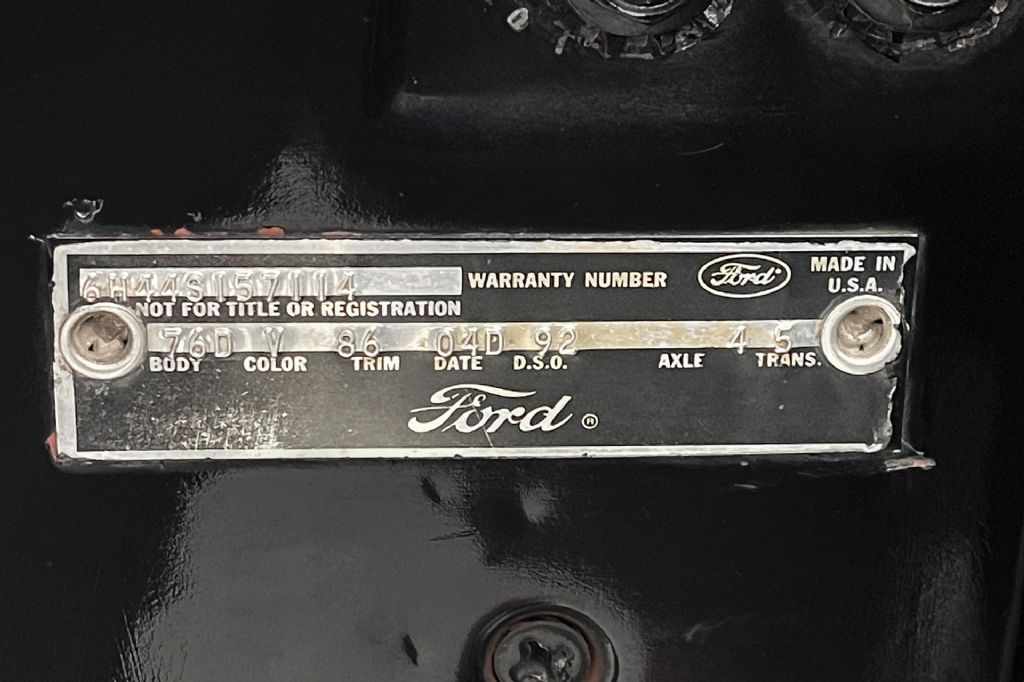 6H44S157114 WARRANTY NUMBER Ford MADE IN
U.S.A.
NOT FOR TITLE OR REGISTRATION
76D V 86 04D 92 4 5
BODY COLOR TRIM DATE D.S.O. AXLE TRANS.
Ford ®